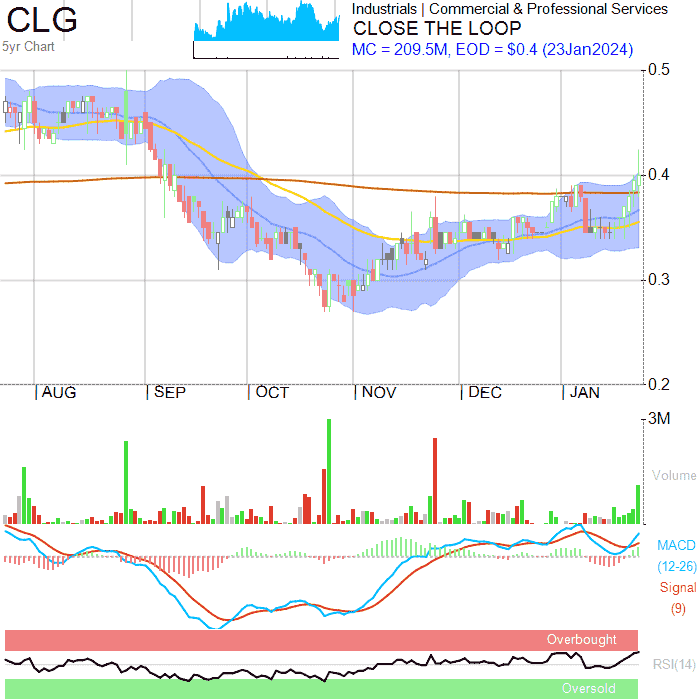 CLG
5yr Chart
Industrials | Commercial & Professional Services
CLOSE THE LOOP
MC = 209.5M, EOD = $0.4 (23Jan2024)
0.5
0.4
0.3
0.2
| AUG | SEP | OCT | NOV | DEC | JAN
3M
Volume
MACD
(12-26)
Signal
(9)
Overbought
RSI(14)
Oversold